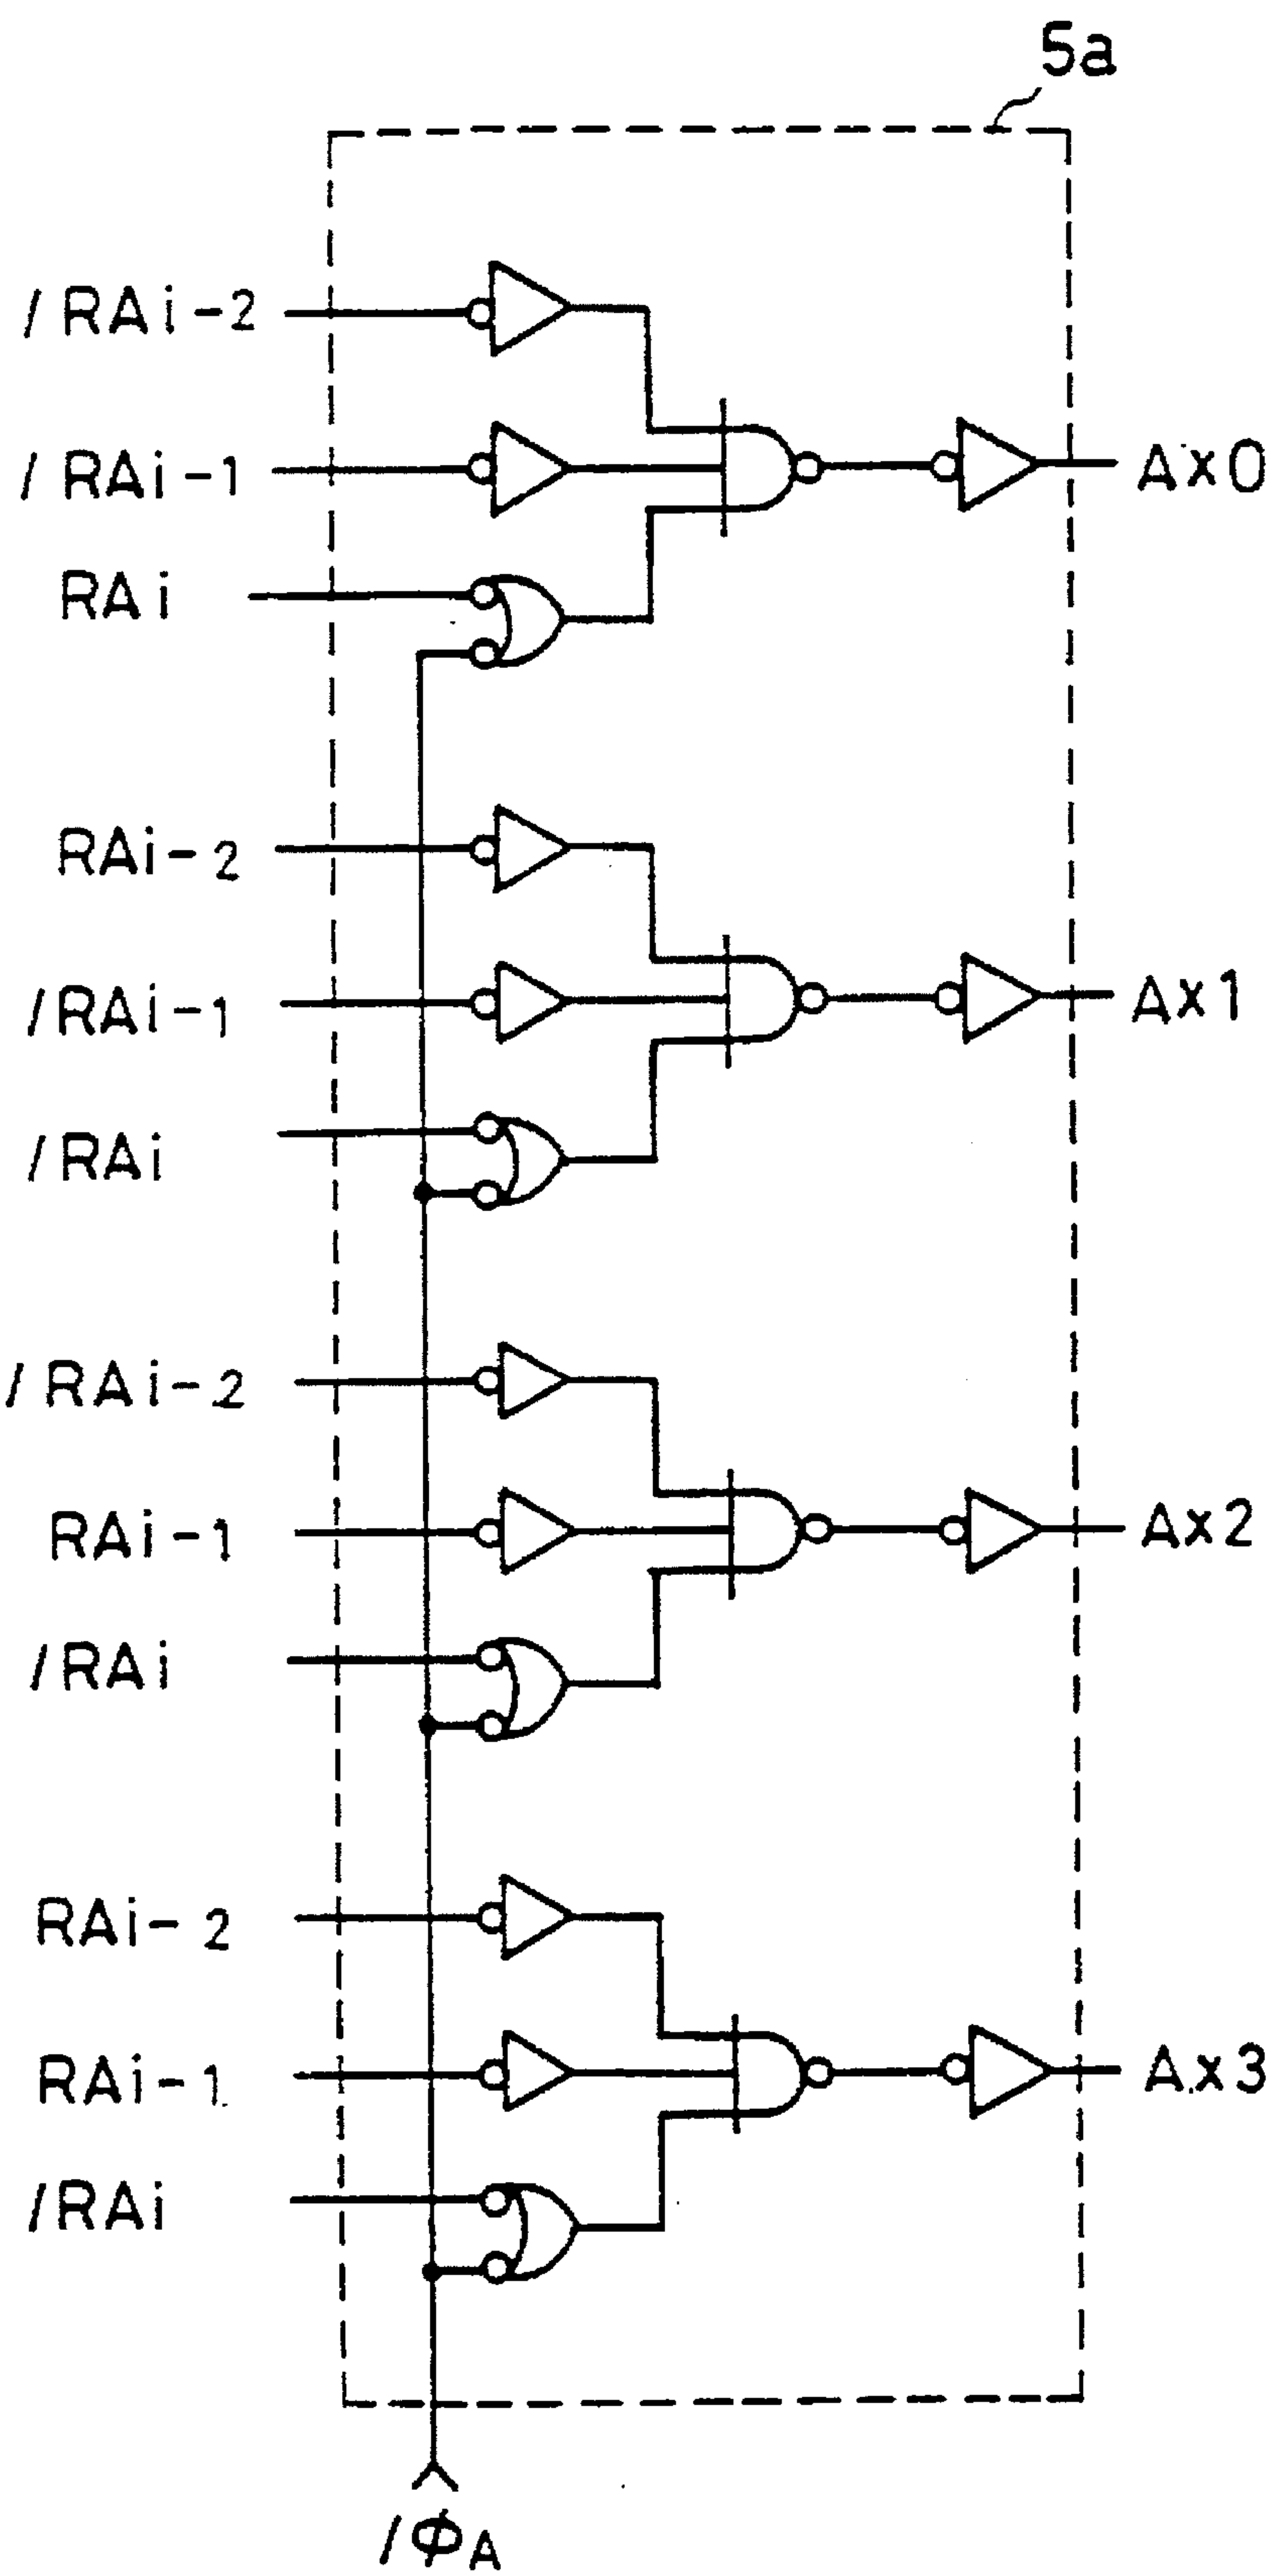 5a
/RAi-2
/RAi-1
RAi
Ax0
RAi-2
/RAi-1
/RAi
Ax1
/RAi-2
RAi-1
/RAi
Ax2
RAi-2
RAi-1
/RAi
Ax3
/ΦA